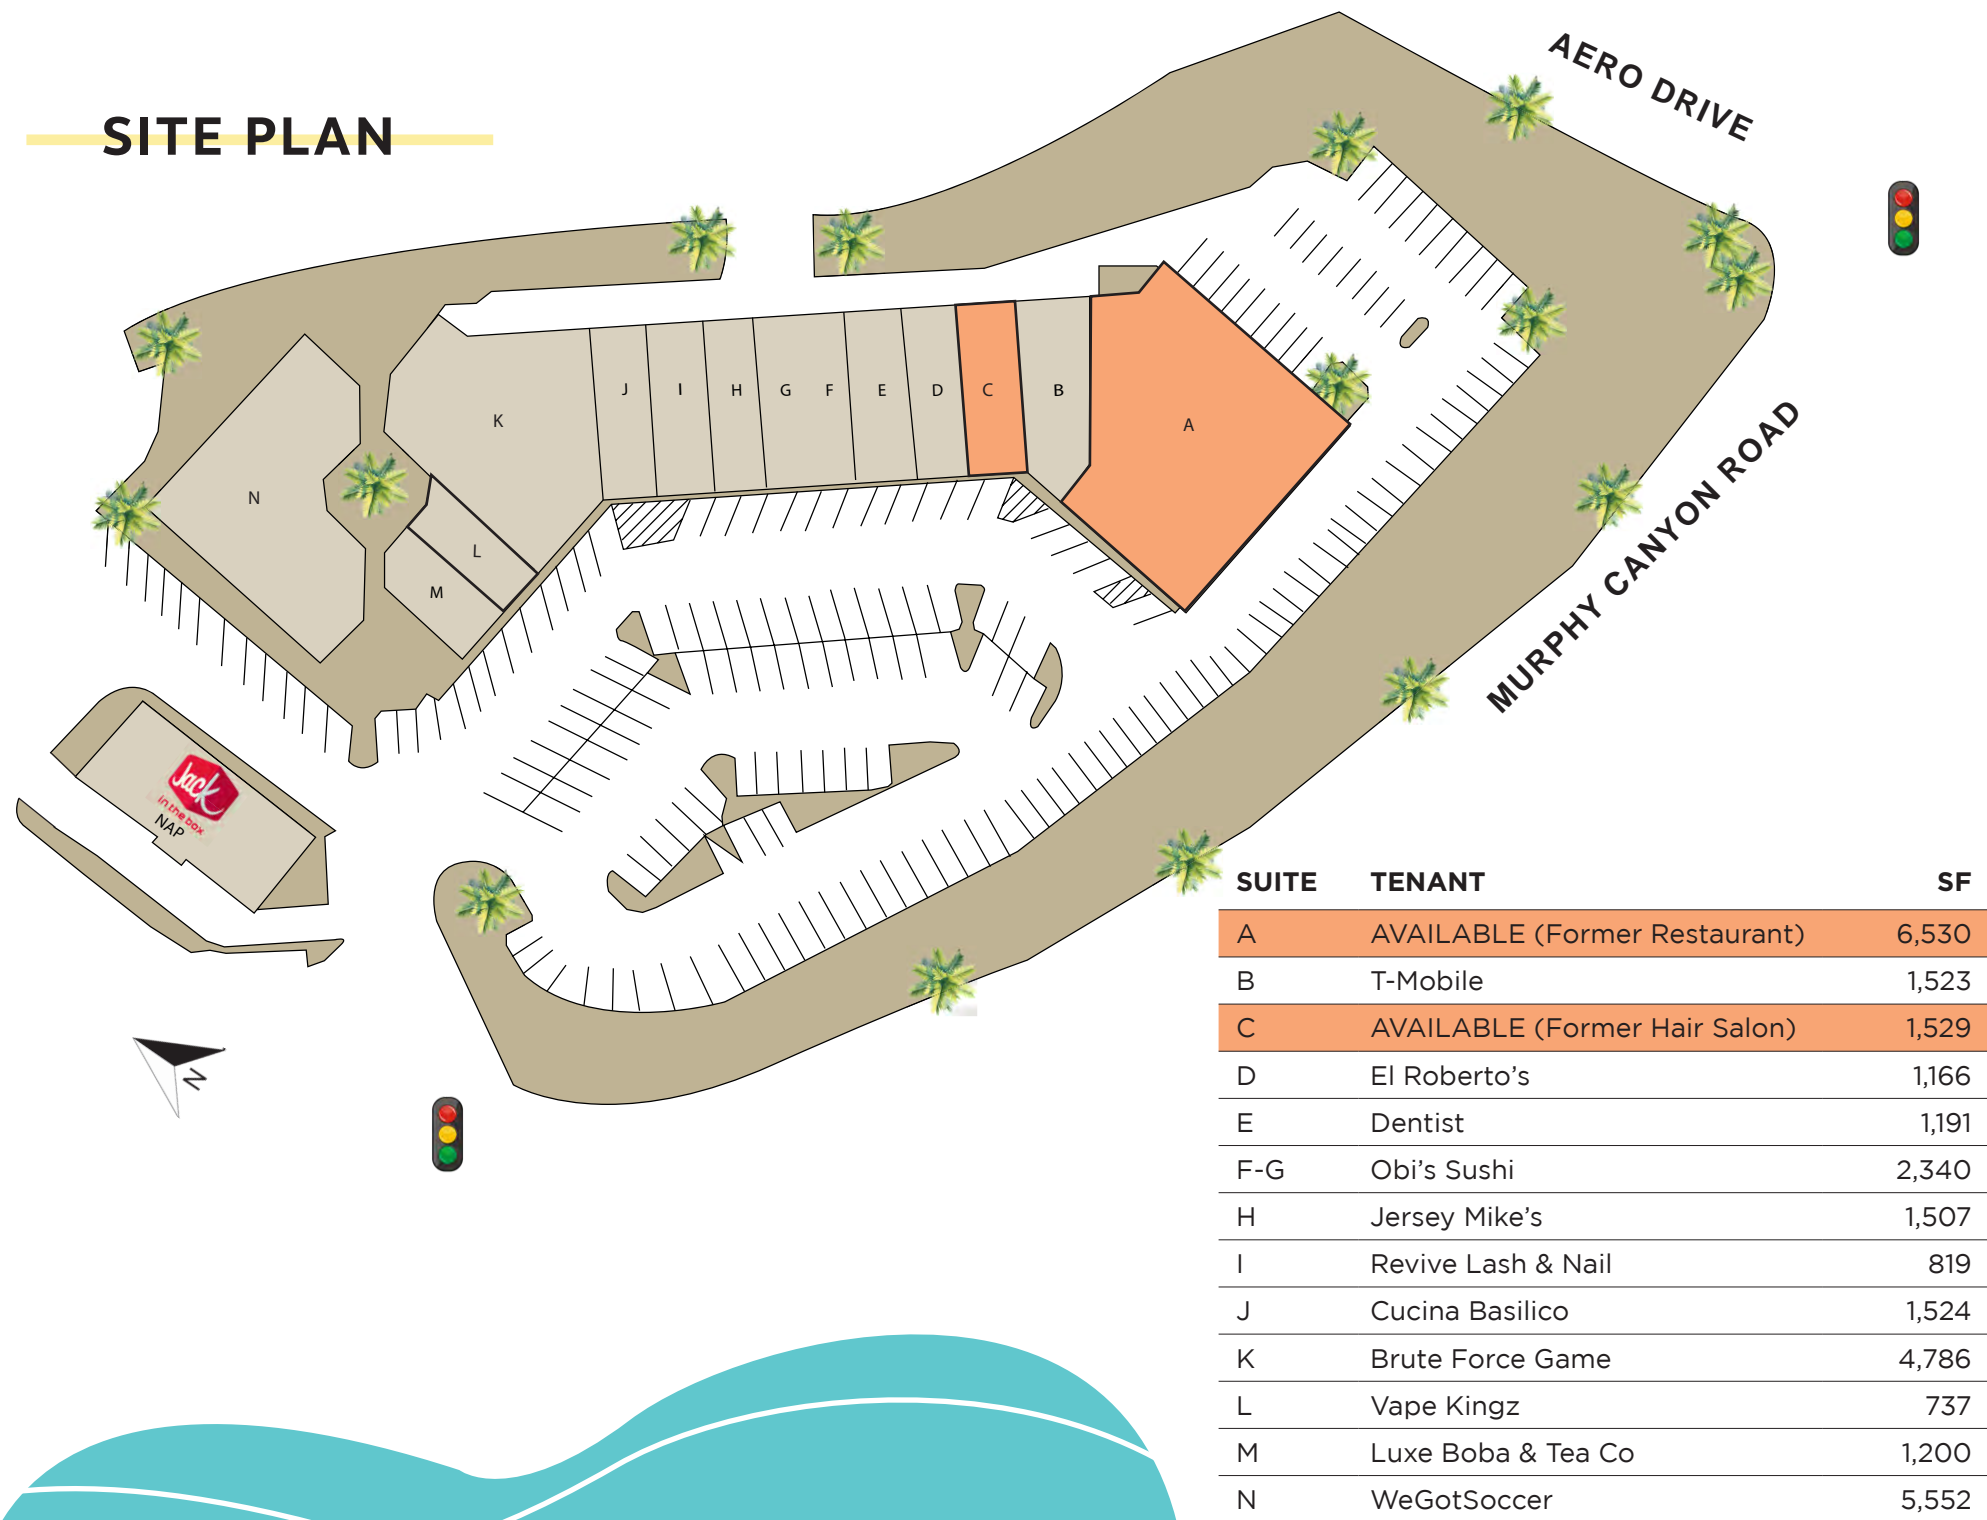 SITE PLAN
AERO DRIVE
MURPHY CANYON ROAD
A
B
C
D
E
F
G
H
I
J
K
L
M
N
Jack
in the box
NAP
N
SUITE TENANT SF
A AVAILABLE (Former Restaurant) 6,530
B T-Mobile 1,523
C AVAILABLE (Former Hair Salon) 1,529
D El Roberto’s 1,166
E Dentist 1,191
F-G Obi’s Sushi 2,340
H Jersey Mike’s 1,507
I Revive Lash & Nail 819
J Cucina Basilico 1,524
K Brute Force Game 4,786
L Vape Kingz 737
M Luxe Boba & Tea Co 1,200
N WeGotSoccer 5,552